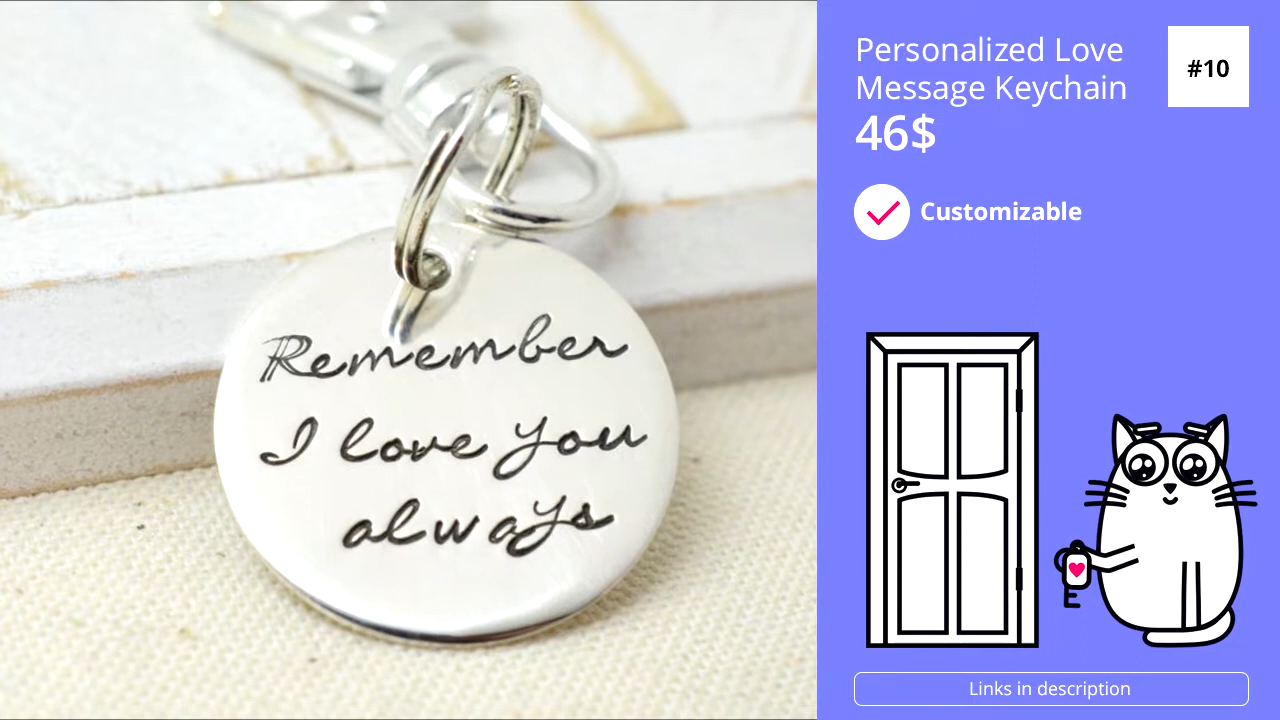 Remember
I love you
always
Personalized Love
Message Keychain
46$
#10
Customizable
Links in description